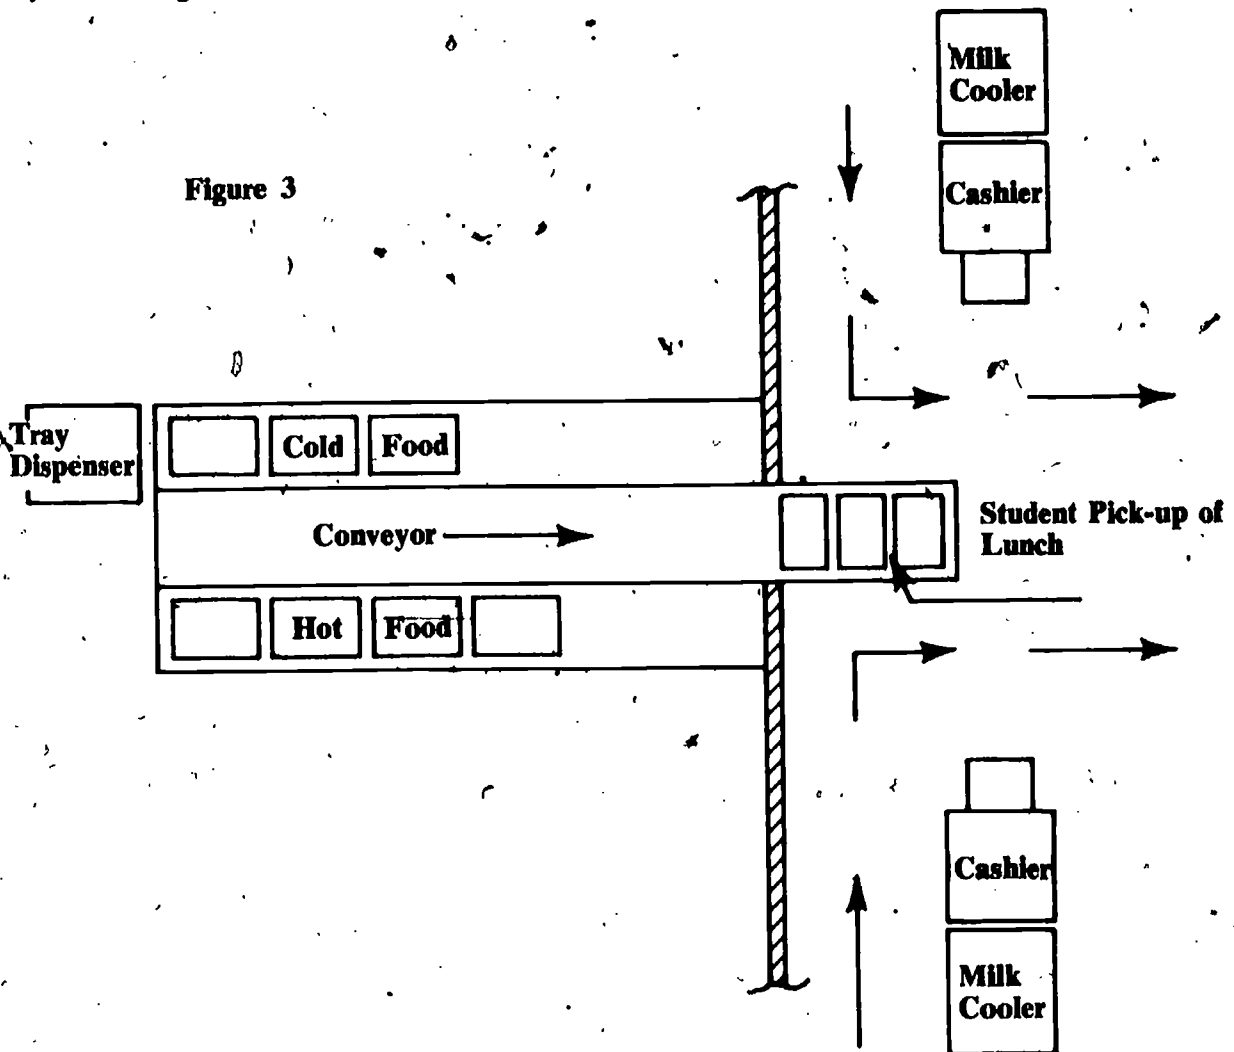 Milk
Cooler
Cashier
Figure 3
Tray
Dispenser
Cold
Food
Conveyor
Student Pick-up of
Lunch
Hot
Food
Cashier
Milk
Cooler